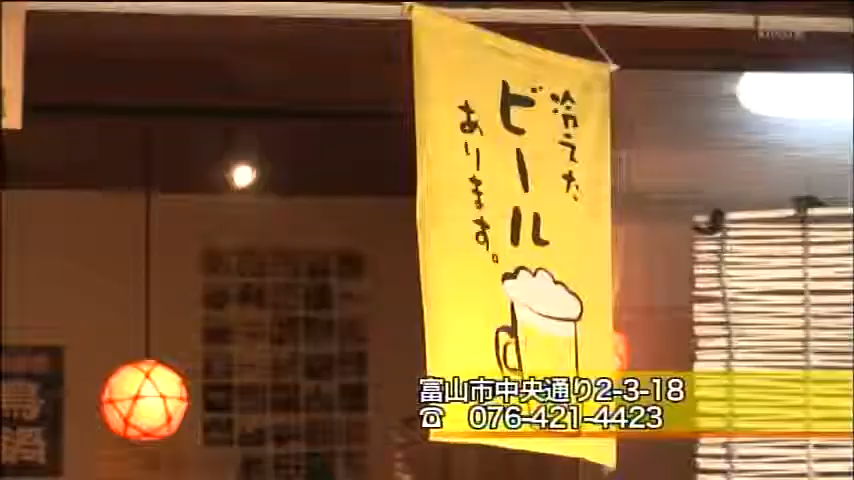 冷えた
ビール
あります。
富山市中央通り2-3-18
☎ 076-421-4423